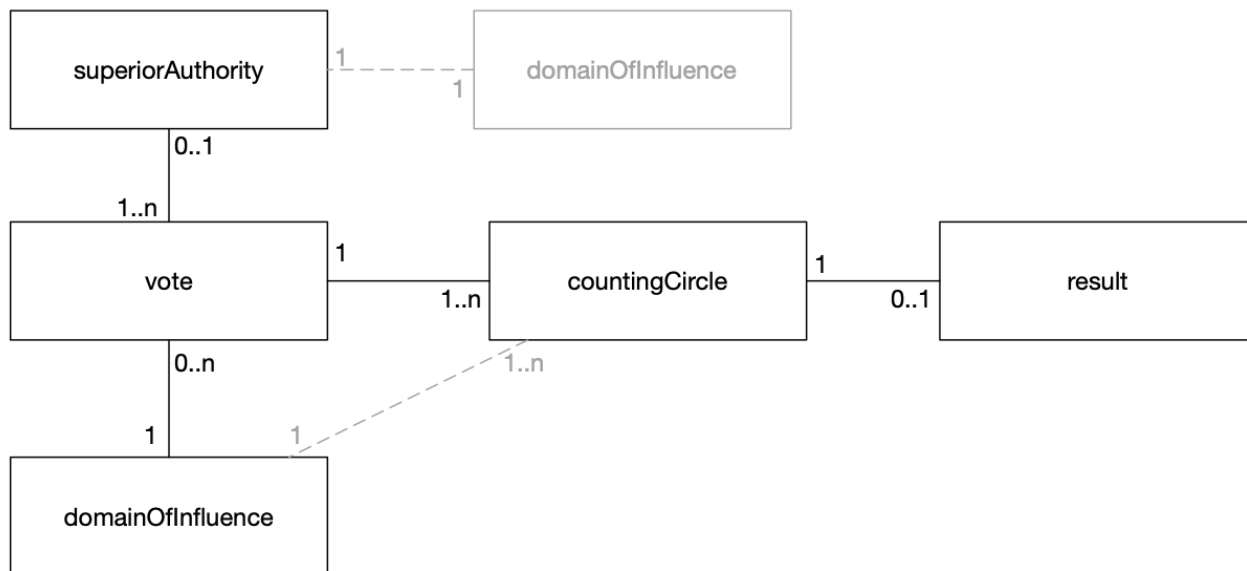 superiorAuthority
1
1
domainOfInfluence
0..1
1..n
vote
1
1..n
countingCircle
1
0..1
result
0..n
1..n
1
1
domainOfInfluence